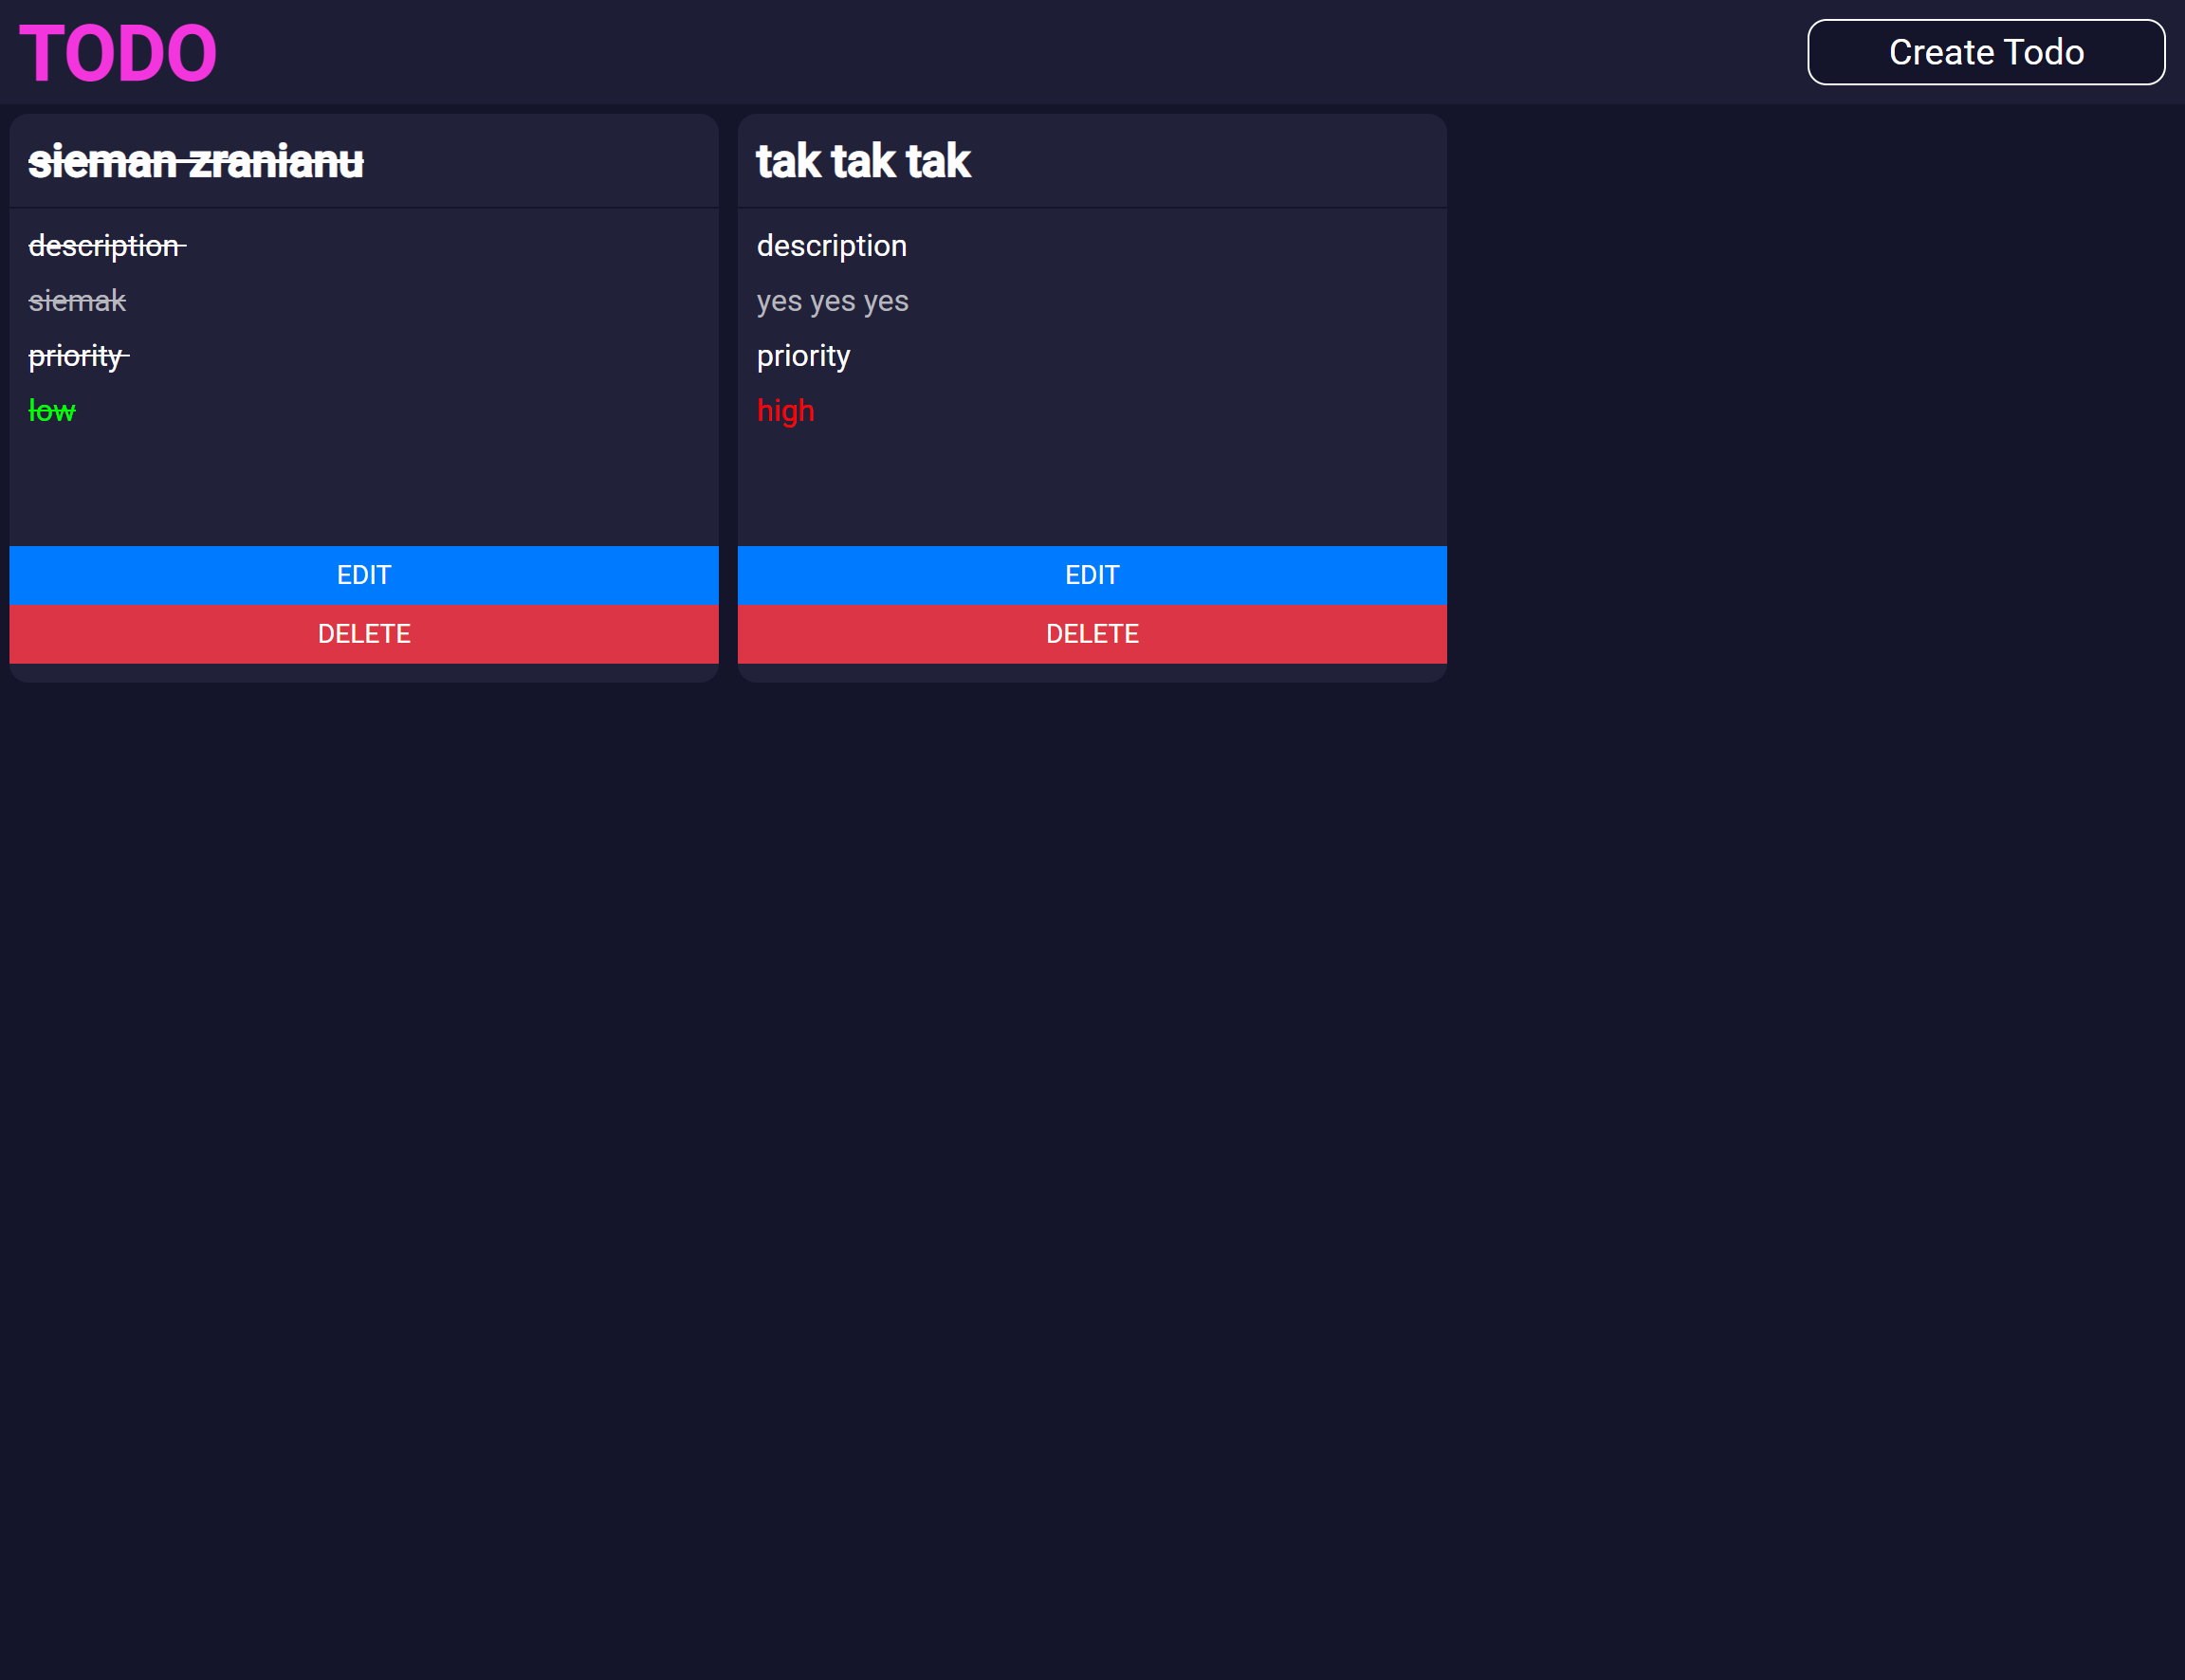 TODO
Create Todo
sieman zranianu
description
siemak
priority
low
EDIT
DELETE
tak tak tak
description
yes yes yes
priority
high
EDIT
DELETE